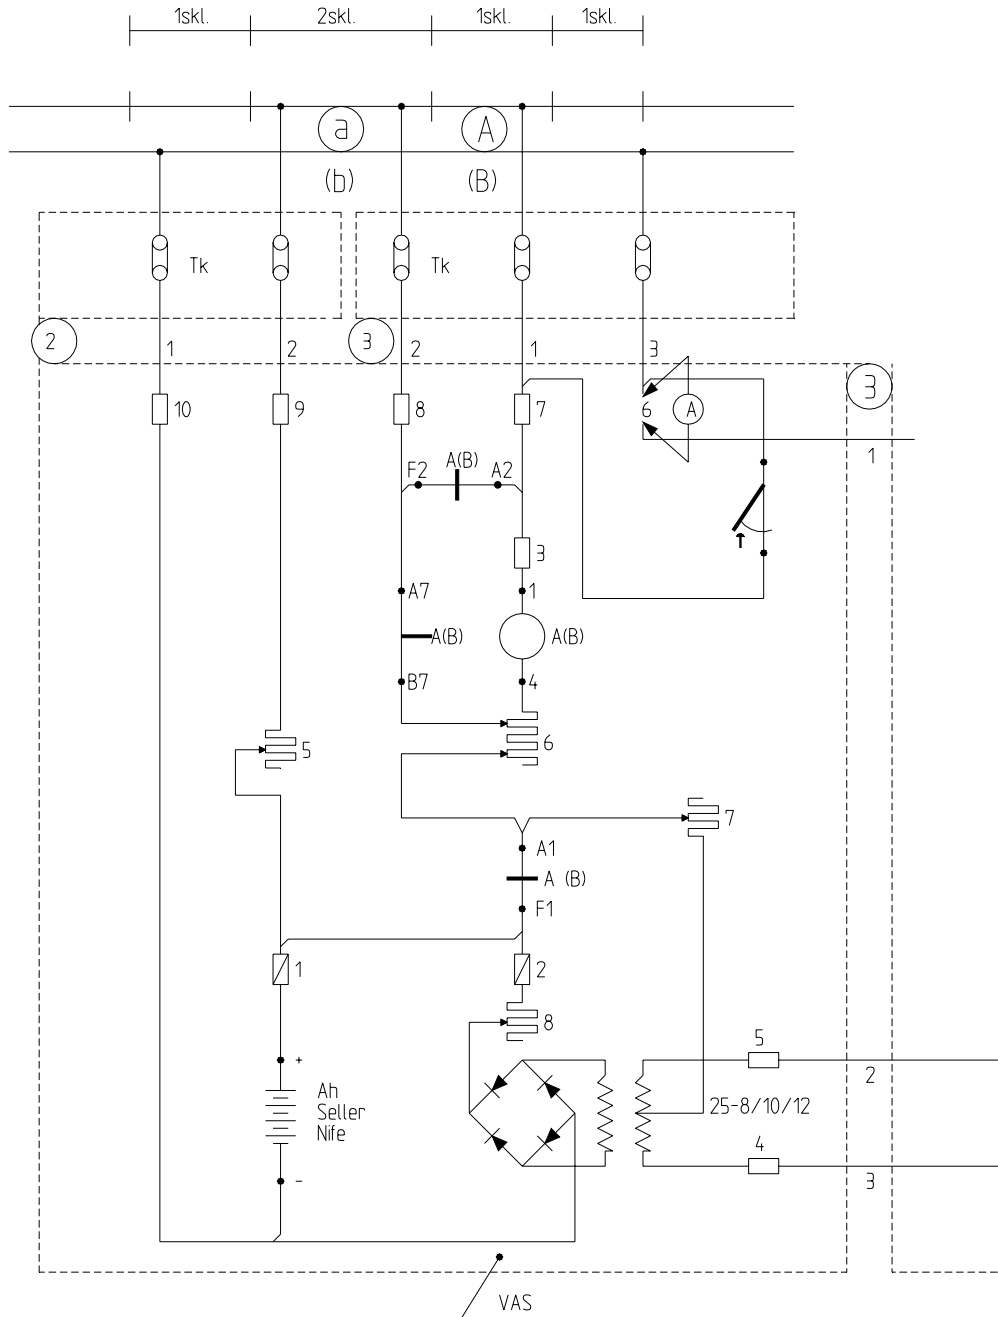 1skl. 2skl. 1skl. 1skl.
a A
(b) (B)
Tk Tk
2 3
1 2 2 1 3
3
10 9 8 7 6 A
1
A(B)
F2 A2
3
A7 1
A(B) A(B)
B7 4
5 6
7
A1
A (B)
F1
1 2
8
+
5
2
Ah
Seller
Nife
25-8/10/12
4
-
3
VAS